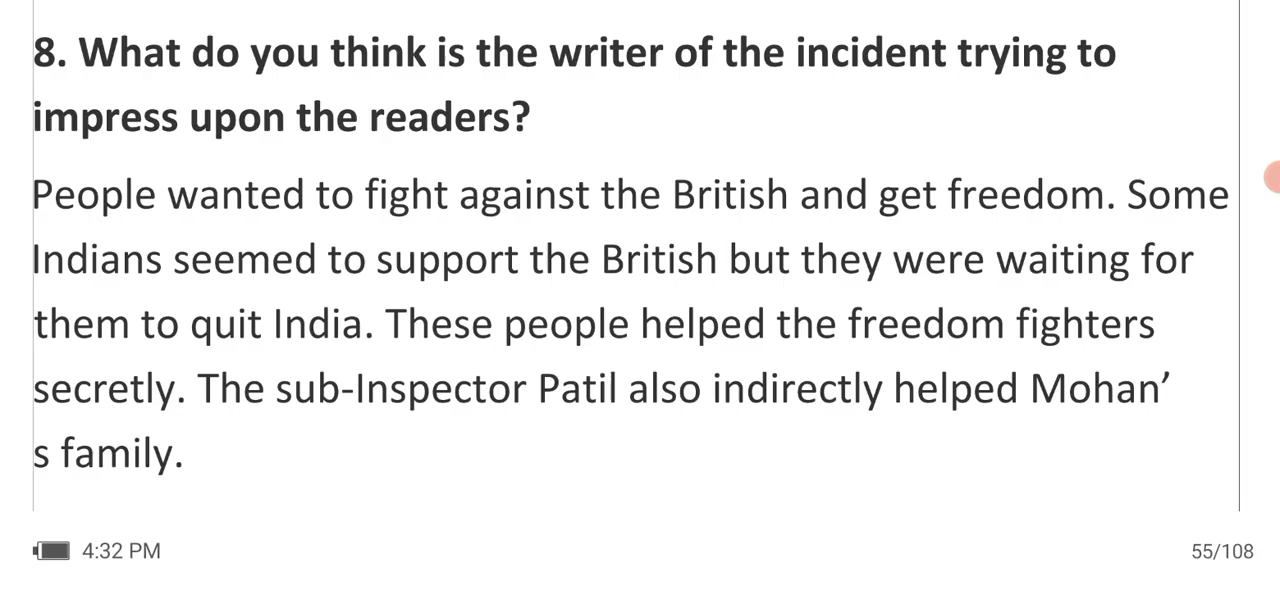 8. What do you think is the writer of the incident trying to
impress upon the readers?
People wanted to fight against the British and get freedom. Some
Indians seemed to support the British but they were waiting for
them to quit India. These people helped the freedom fighters
secretly. The sub-Inspector Patil also indirectly helped Mohan’
s family.
4:32 PM
55/108